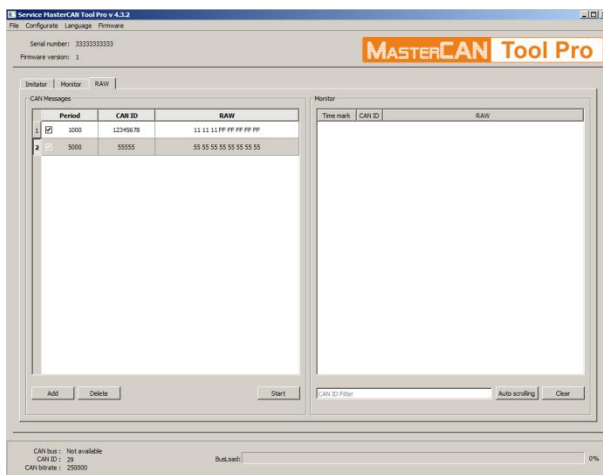 Service MasterCAN Tool Pro v 4.3.2
File Configurate Language Firmware
Serial number: 33333333333
Firmware version: 1
MASTERCAN Tool Pro
Imitator Monitor RAW
CAN Messages
Period CAN ID RAW
1 1000 12345678 11 11 11 FF FF FF FF FF
2 5000 55555 55 55 55 55 55 55 55 55
Add Delete Start
Monitor
Time mark CAN ID RAW
CAN ID Filter Auto scrolling Clear
CAN bus: Not available
CAN ID: 29
CAN bitrate: 250000
BusLoad: 0%